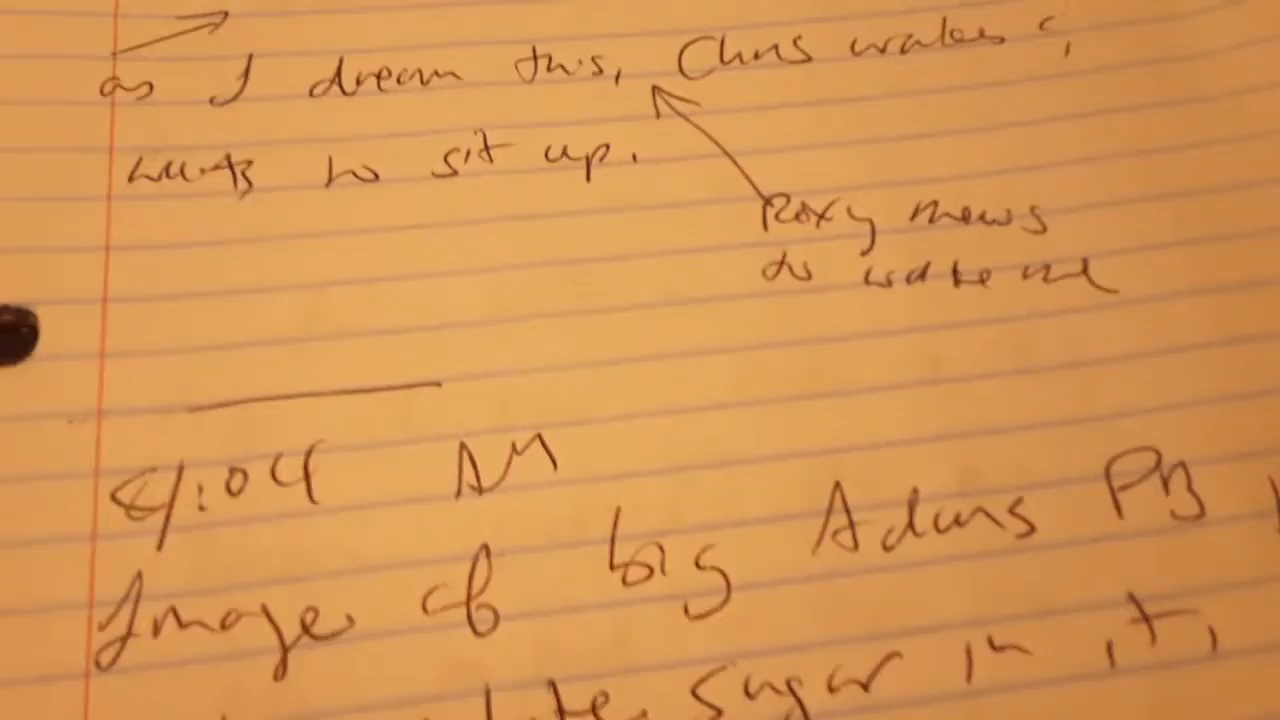 as I dream this, Chris wakes &
wants to sit up.
Roxy mews
to wake me
4:04 AM
Image of big Adams PB
sugar in it,